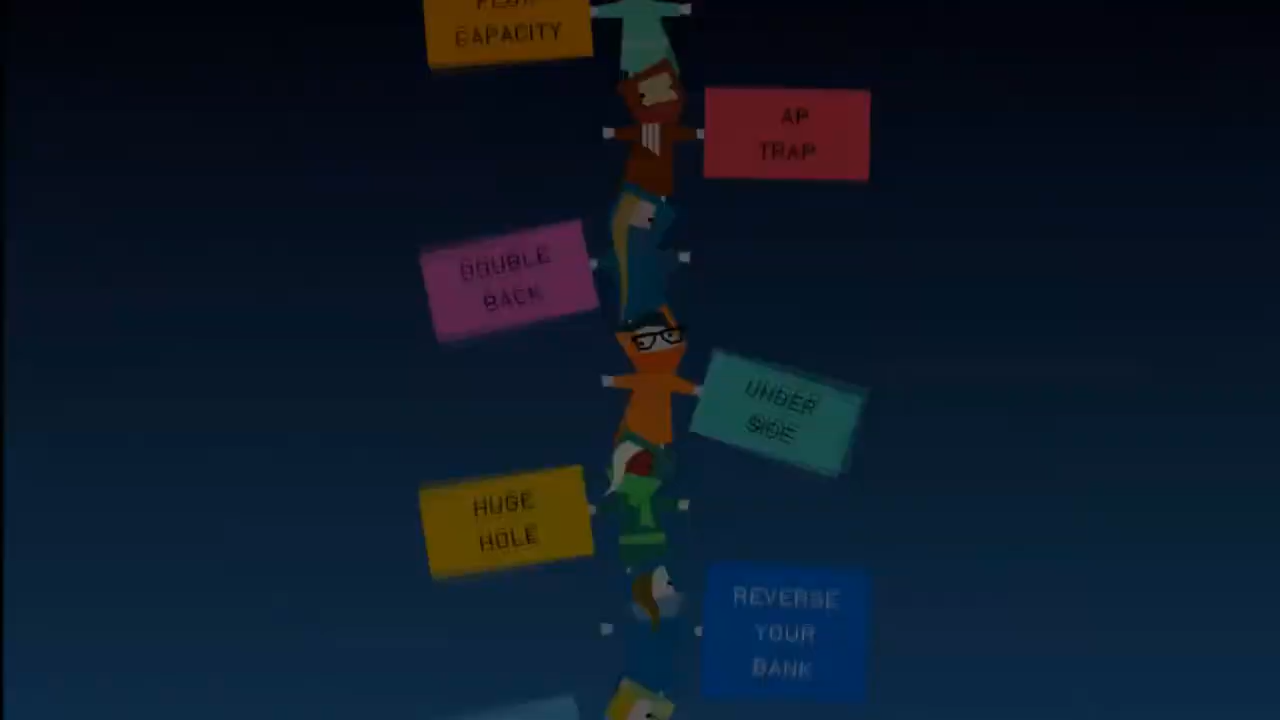 CAPACITY
AP
TRAP
DOUBLE
BACK
UNDER
SIDE
HUGE
HOLE
REVERSE
YOUR
BANK